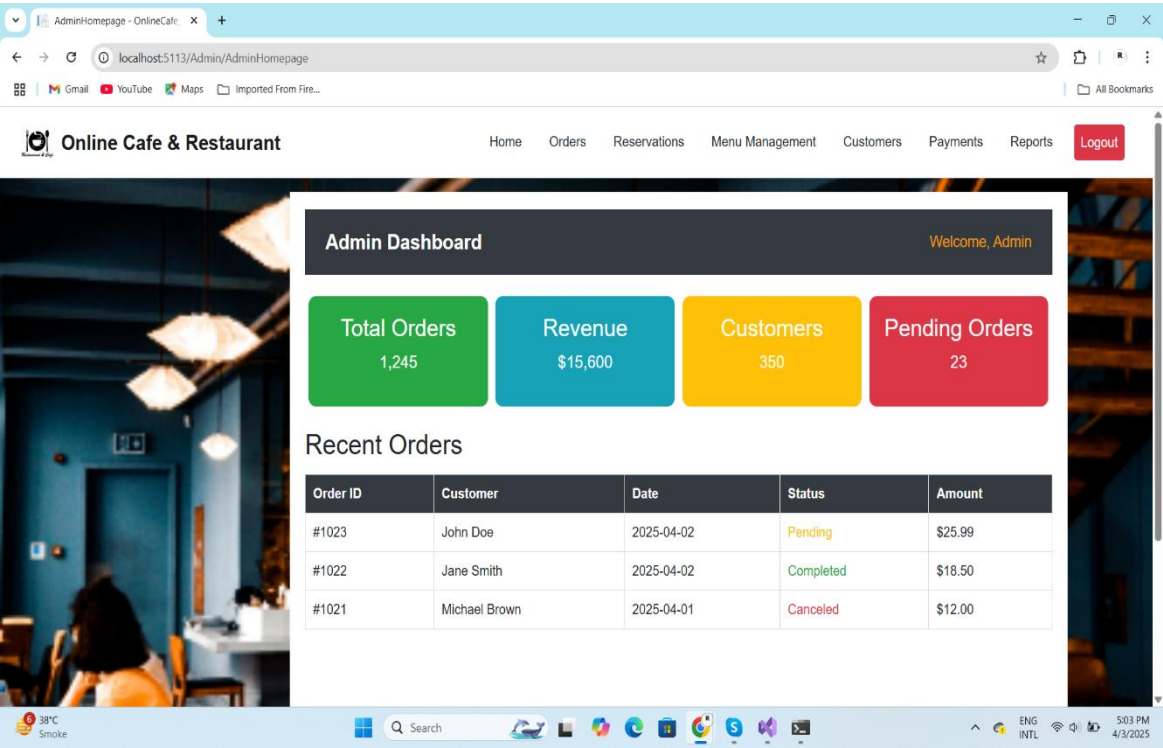 AdminHomepage - OnlineCafe_
localhost:5113/Admin/AdminHomepage
R
Gmail YouTube Maps Imported From Fire... All Bookmarks
Online Cafe & Restaurant Home Orders Reservations Menu Management Customers Payments Reports Logout
Admin Dashboard Welcome, Admin
Total Orders Revenue Customers Pending Orders
1,245 $15,600 350 23
Recent Orders
Order ID Customer Date Status Amount
#1023 John Doe 2025-04-02 Pending $25.99
#1022 Jane Smith 2025-04-02 Completed $18.50
#1021 Michael Brown 2025-04-01 Canceled $12.00
6 38°C Search ENG 5:03 PM
Smoke INTL 4/3/2025